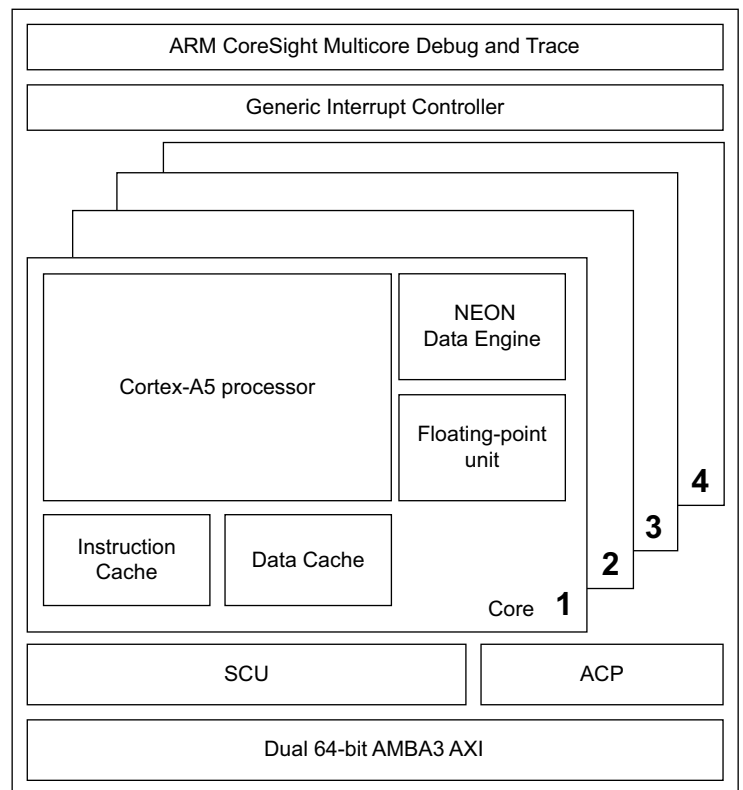 ARM CoreSight Multicore Debug and Trace
Generic Interrupt Controller
NEON
Data Engine
Cortex-A5 processor
Floating-point
unit
4
3
Instruction
Cache
Data Cache
2
Core 1
SCU
ACP
Dual 64-bit AMBA3 AXI